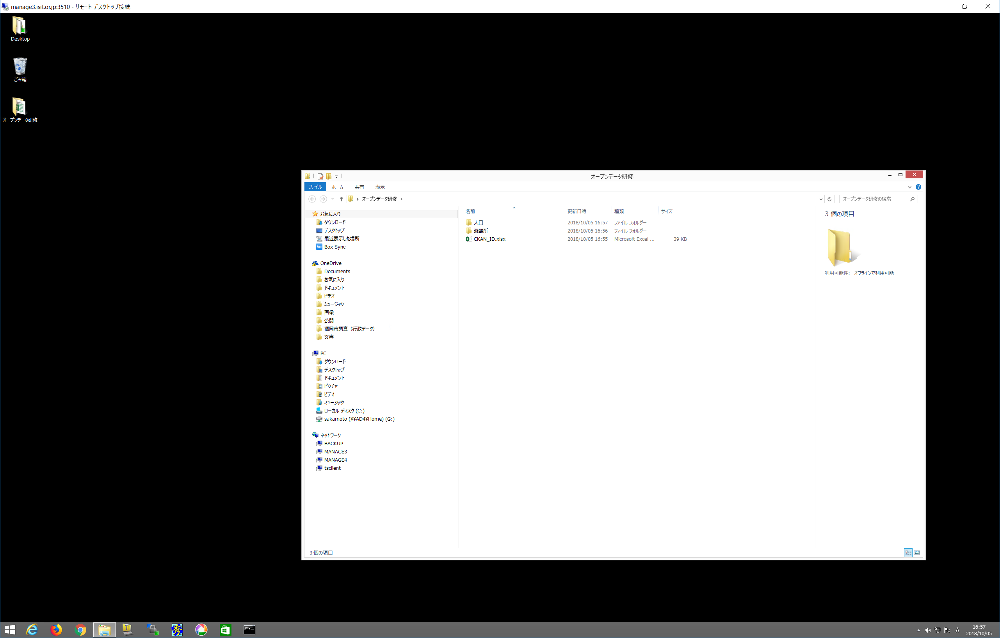 manage3.isit.or.jp:3510 - リモート デスクトップ接続
Desktop
ごみ箱
オープンデータ研修
オープンデータ研修
ファイル ホーム 共有 表示
オープンデータ研修
オープンデータ研修の検索
お気に入り
ダウンロード
デスクトップ
最近表示した場所
Box Sync
OneDrive
Documents
お気に入り
ドキュメント
ビデオ
ミュージック
画像
公開
福岡市調査（行政データ）
文書
PC
ダウンロード
デスクトップ
ドキュメント
ピクチャ
ビデオ
ミュージック
ローカル ディスク (C:)
sakamoto (¥¥AD4¥Home) (G:)
ネットワーク
BACKUP
MANAGE3
MANAGE4
tsclient
名前 更新日時 種類 サイズ
人口 2018/10/05 16:57 ファイル フォルダー
避難所 2018/10/05 16:56 ファイル フォルダー
CKAN_ID.xlsx 2018/10/05 16:55 Microsoft Excel ... 39 KB
3 個の項目
利用可能性: オフラインで利用可能
3 個の項目
A
16:57
2018/10/05